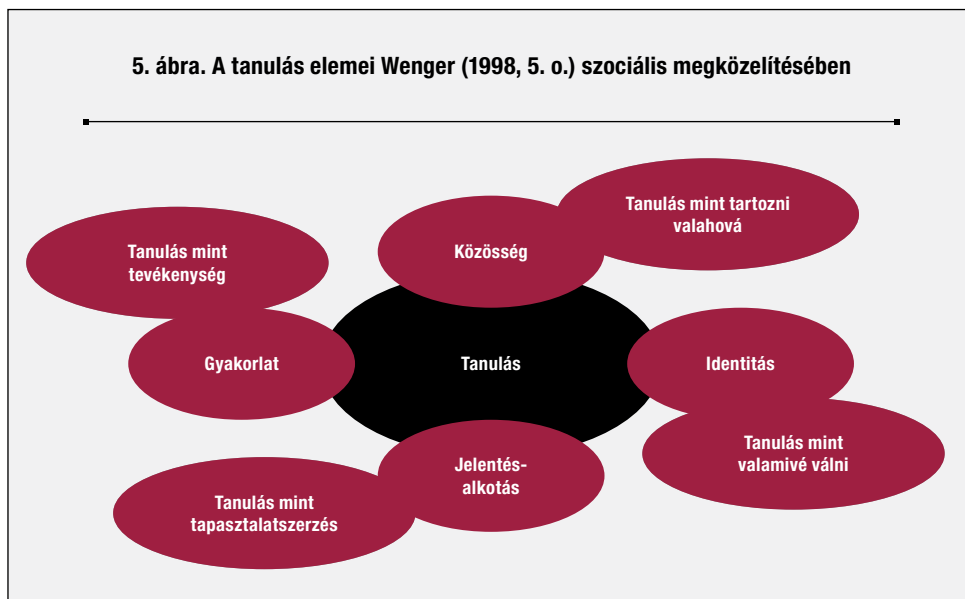 5. ábra. A tanulás elemei Wenger (1998, 5. o.) szociális megközelítésében
Tanulás mint tartozni
valahová
Közösség
Tanulás mint
tevékenység
Gyakorlat
Tanulás
Identitás
Tanulás mint
valamivé válni
Jelentés-
alkotás
Tanulás mint
tapasztalatszerzés